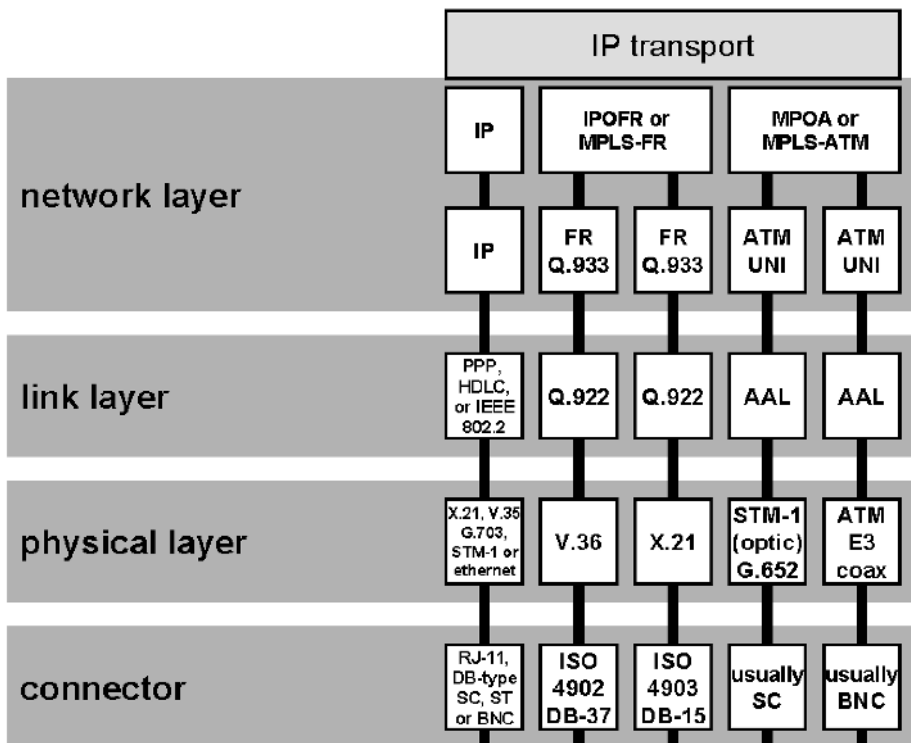 IP transport
network layer
IP
IPOFR or
MPLS-FR
MPOA or
MPLS-ATM
IP
FR
Q.933
FR
Q.933
ATM
UNI
ATM
UNI
link layer
PPP,
HDLC,
or IEEE
802.2
Q.922
Q.922
AAL
AAL
physical layer
X.21, V.35
G.703,
STM-1 or
ethernet
V.36
X.21
STM-1
(optic)
G.652
ATM
E3
coax
connector
RJ-11,
DB-type
SC, ST
or BNC
ISO
4902
DB-37
ISO
4903
DB-15
usually
SC
usually
BNC